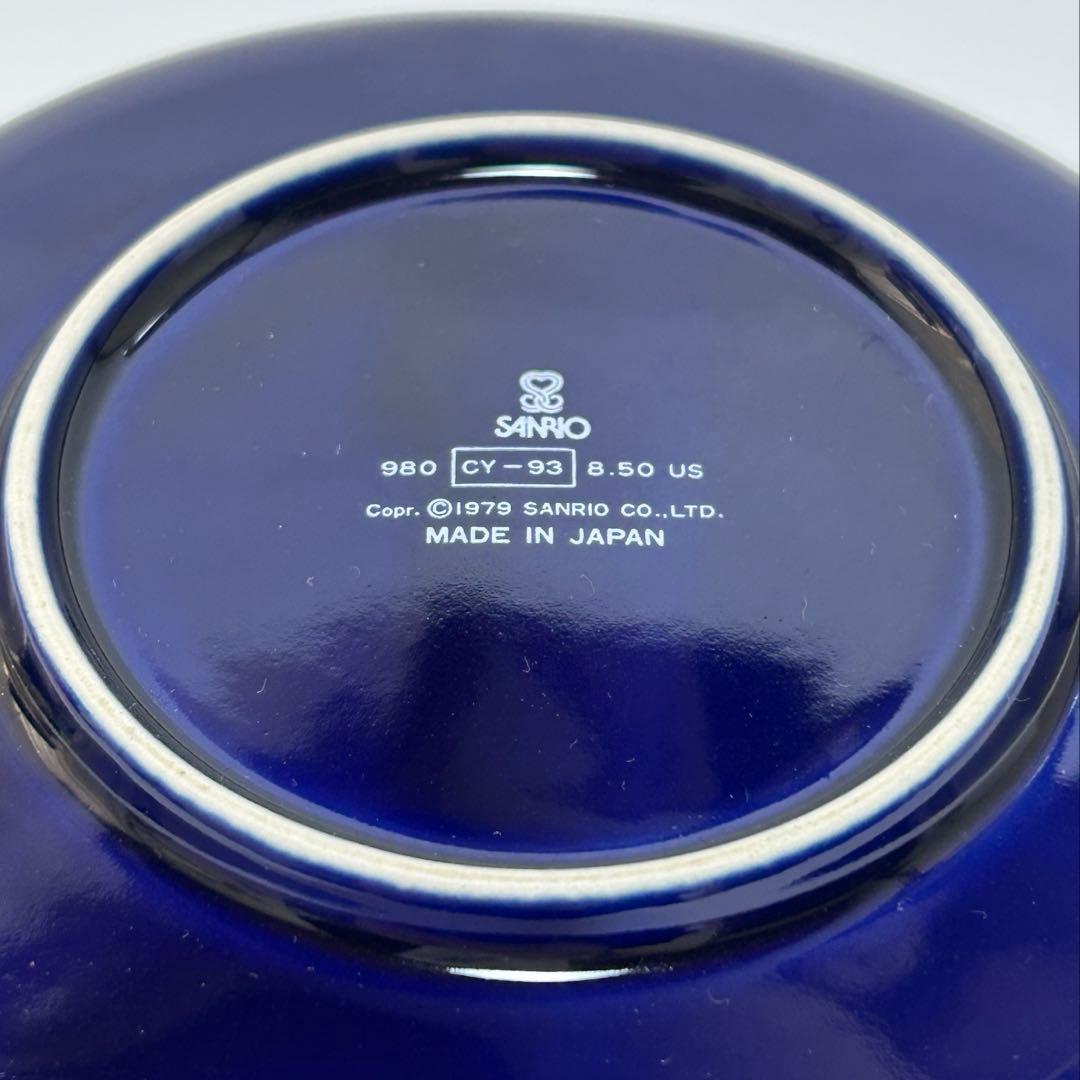 SANRIO
980 CY-93 8.50 US
Copr. ©1979 SANRIO CO.,LTD.
MADE IN JAPAN